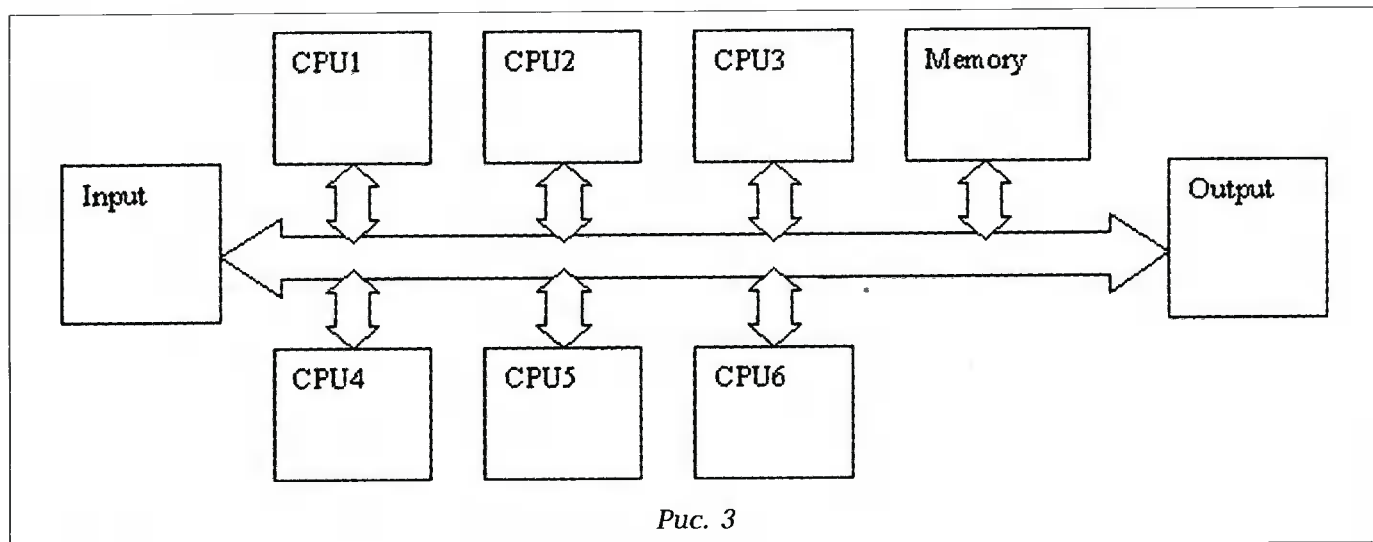 CPU1
CPU2
CPU3
Memory
Input
Output
CPU4
CPU5
CPU6
Рис. 3